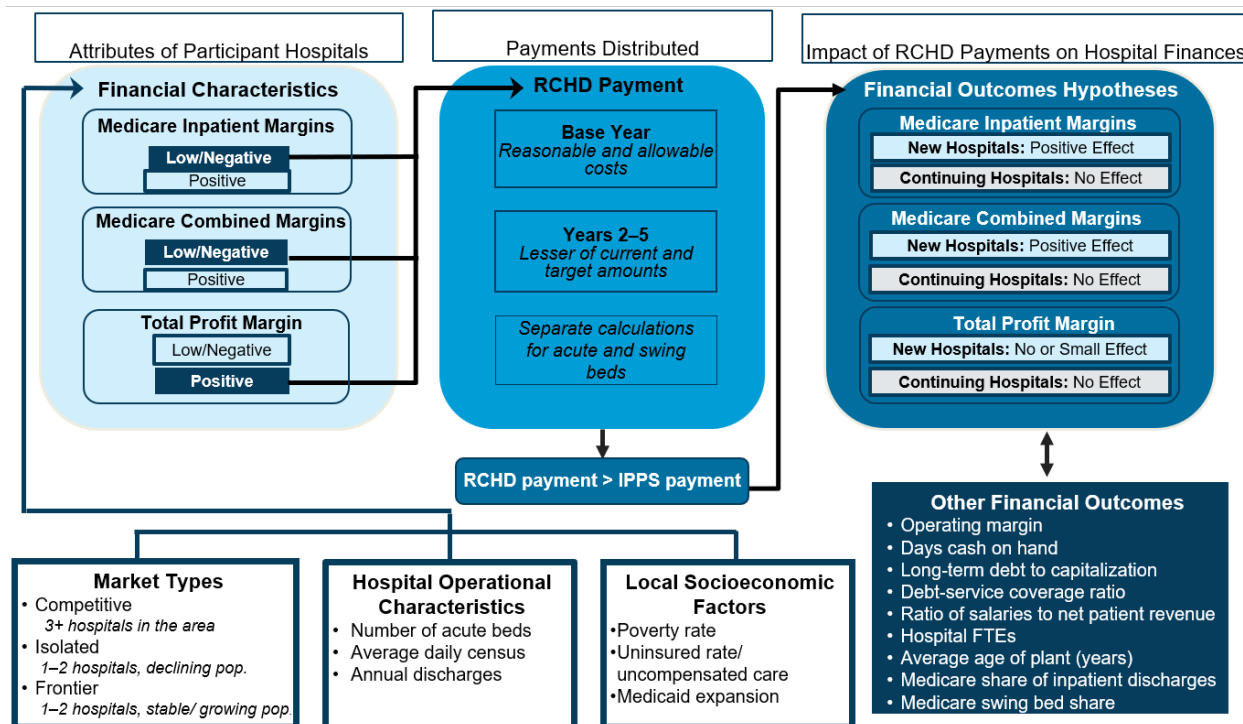 Attributes of Participant Hospitals
Financial Characteristics
Medicare Inpatient Margins
Low/Negative
Positive
Medicare Combined Margins
Low/Negative
Positive
Total Profit Margin
Low/Negative
Positive
Payments Distributed
RCHD Payment
Base Year
Reasonable and allowable
costs
Years 2–5
Lesser of current and
target amounts
Separate calculations
for acute and swing
beds
RCHD payment > IPPS payment
Impact of RCHD Payments on Hospital Finances
Financial Outcomes Hypotheses
Medicare Inpatient Margins
New Hospitals: Positive Effect
Continuing Hospitals: No Effect
Medicare Combined Margins
New Hospitals: Positive Effect
Continuing Hospitals: No Effect
Total Profit Margin
New Hospitals: No or Small Effect
Continuing Hospitals: No Effect
Market Types
• Competitive
3+ hospitals in the area
• Isolated
1–2 hospitals, declining pop.
• Frontier
1–2 hospitals, stable/ growing pop.
Hospital Operational
Characteristics
• Number of acute beds
• Average daily census
• Annual discharges
Local Socioeconomic
Factors
•Poverty rate
•Uninsured rate/
uncompensated care
•Medicaid expansion
Other Financial Outcomes
• Operating margin
• Days cash on hand
• Long-term debt to capitalization
• Debt-service coverage ratio
• Ratio of salaries to net patient revenue
• Hospital FTEs
• Average age of plant (years)
• Medicare share of inpatient discharges
• Medicare swing bed share